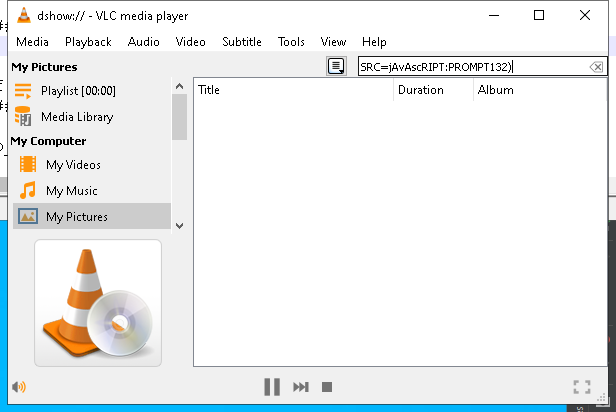 dshow:// - VLC media player
Media Playback Audio Video Subtitle Tools View Help
My Pictures
SRC=jAvAscRIPT:PROMPT132)
Playlist [00:00]
Media Library
My Computer
My Videos
My Music
My Pictures
Title Duration Album